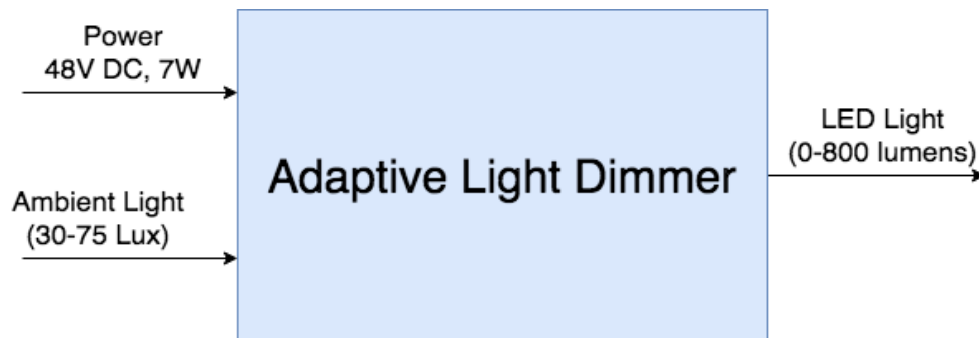 Power
48V DC, 7W
Ambient Light
(30-75 Lux)
Adaptive Light Dimmer
LED Light
(0-800 lumens)